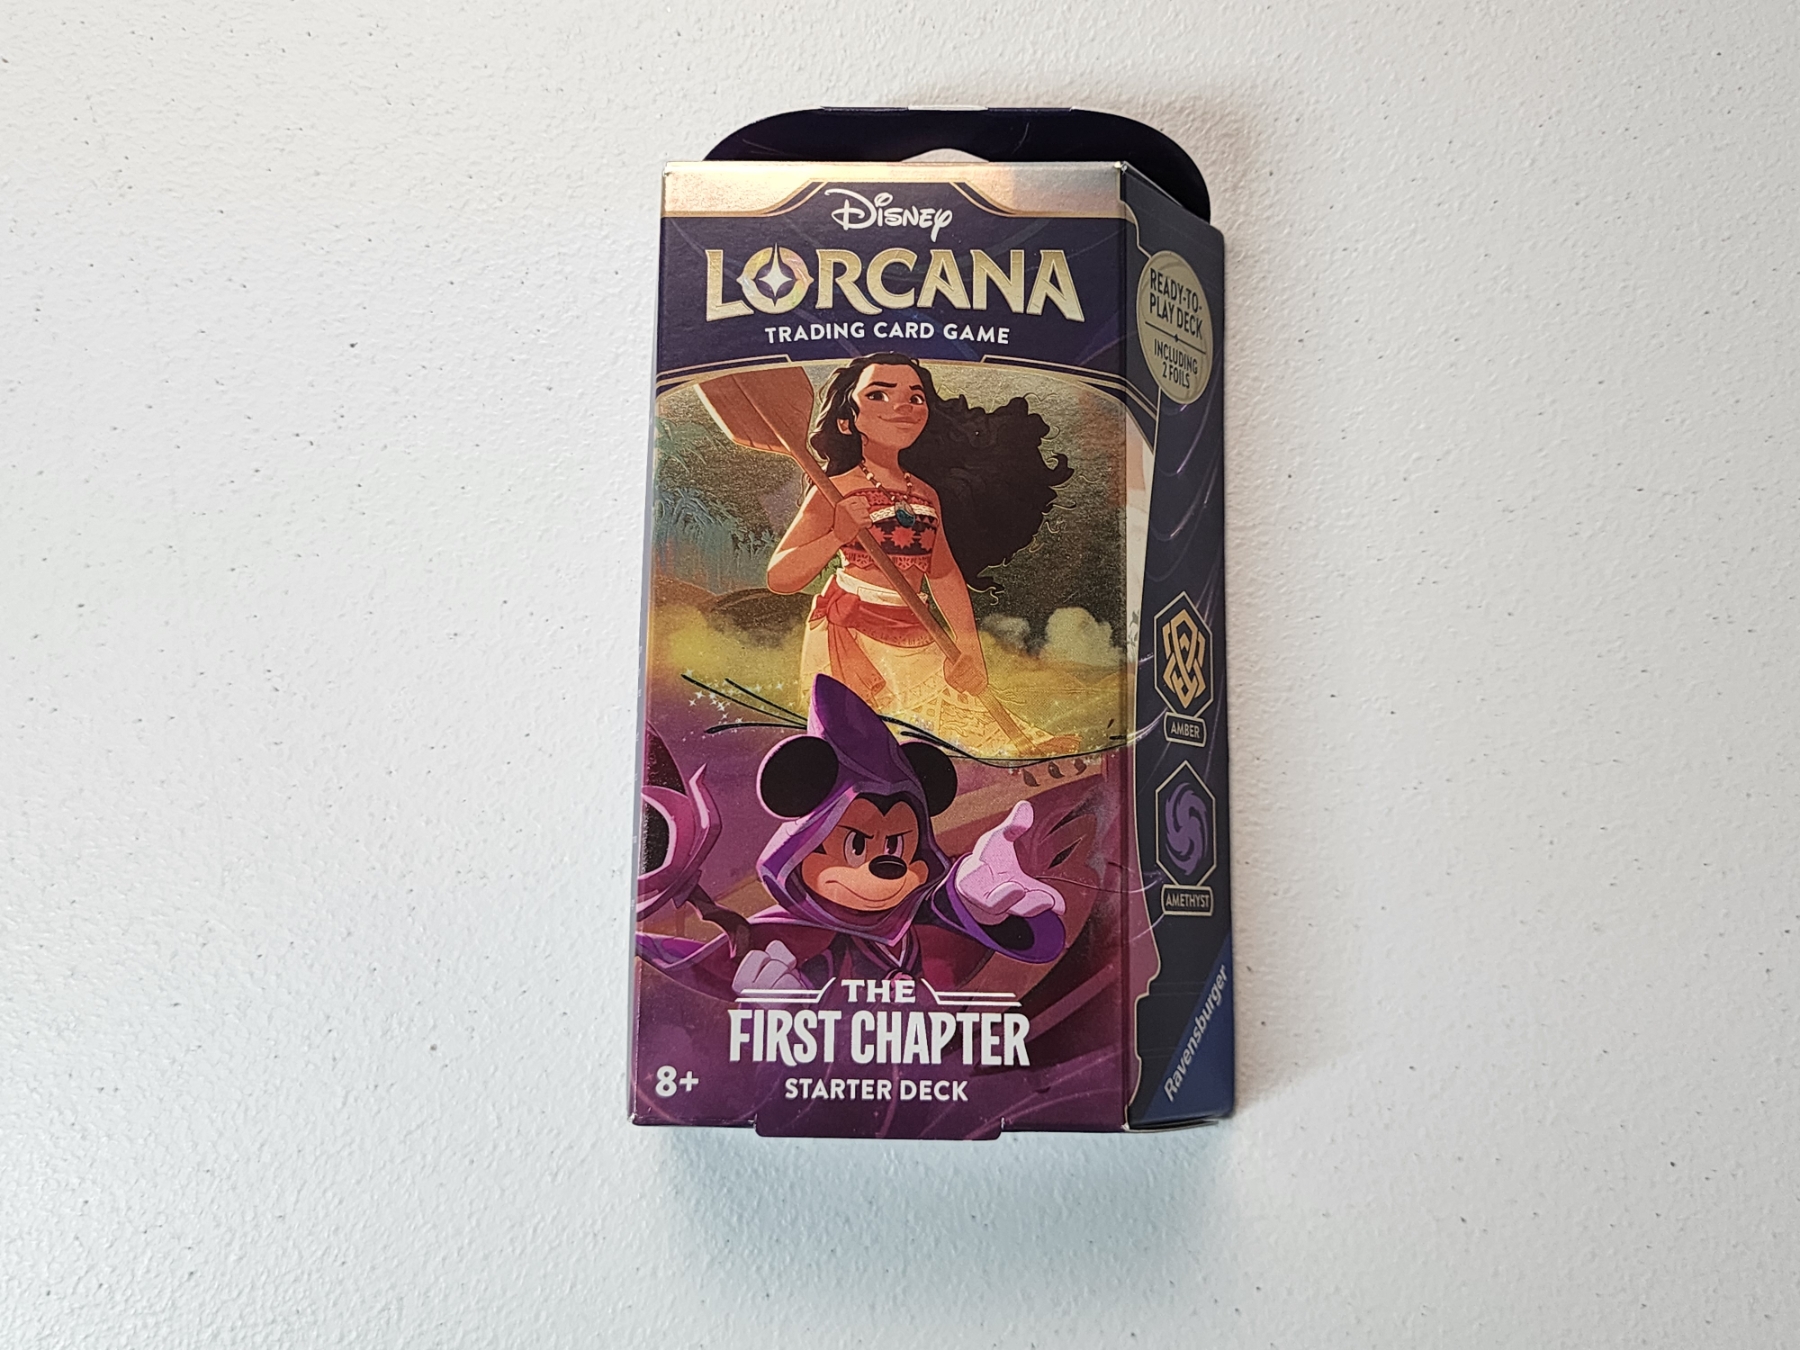 Disney
LORCANA
TRADING CARD GAME
THE
FIRST CHAPTER
STARTER DECK
8+
READY-TO-
PLAY DECK
INCLUDING
2 FOILS
AMBER
AMETHYST
Ravensburger